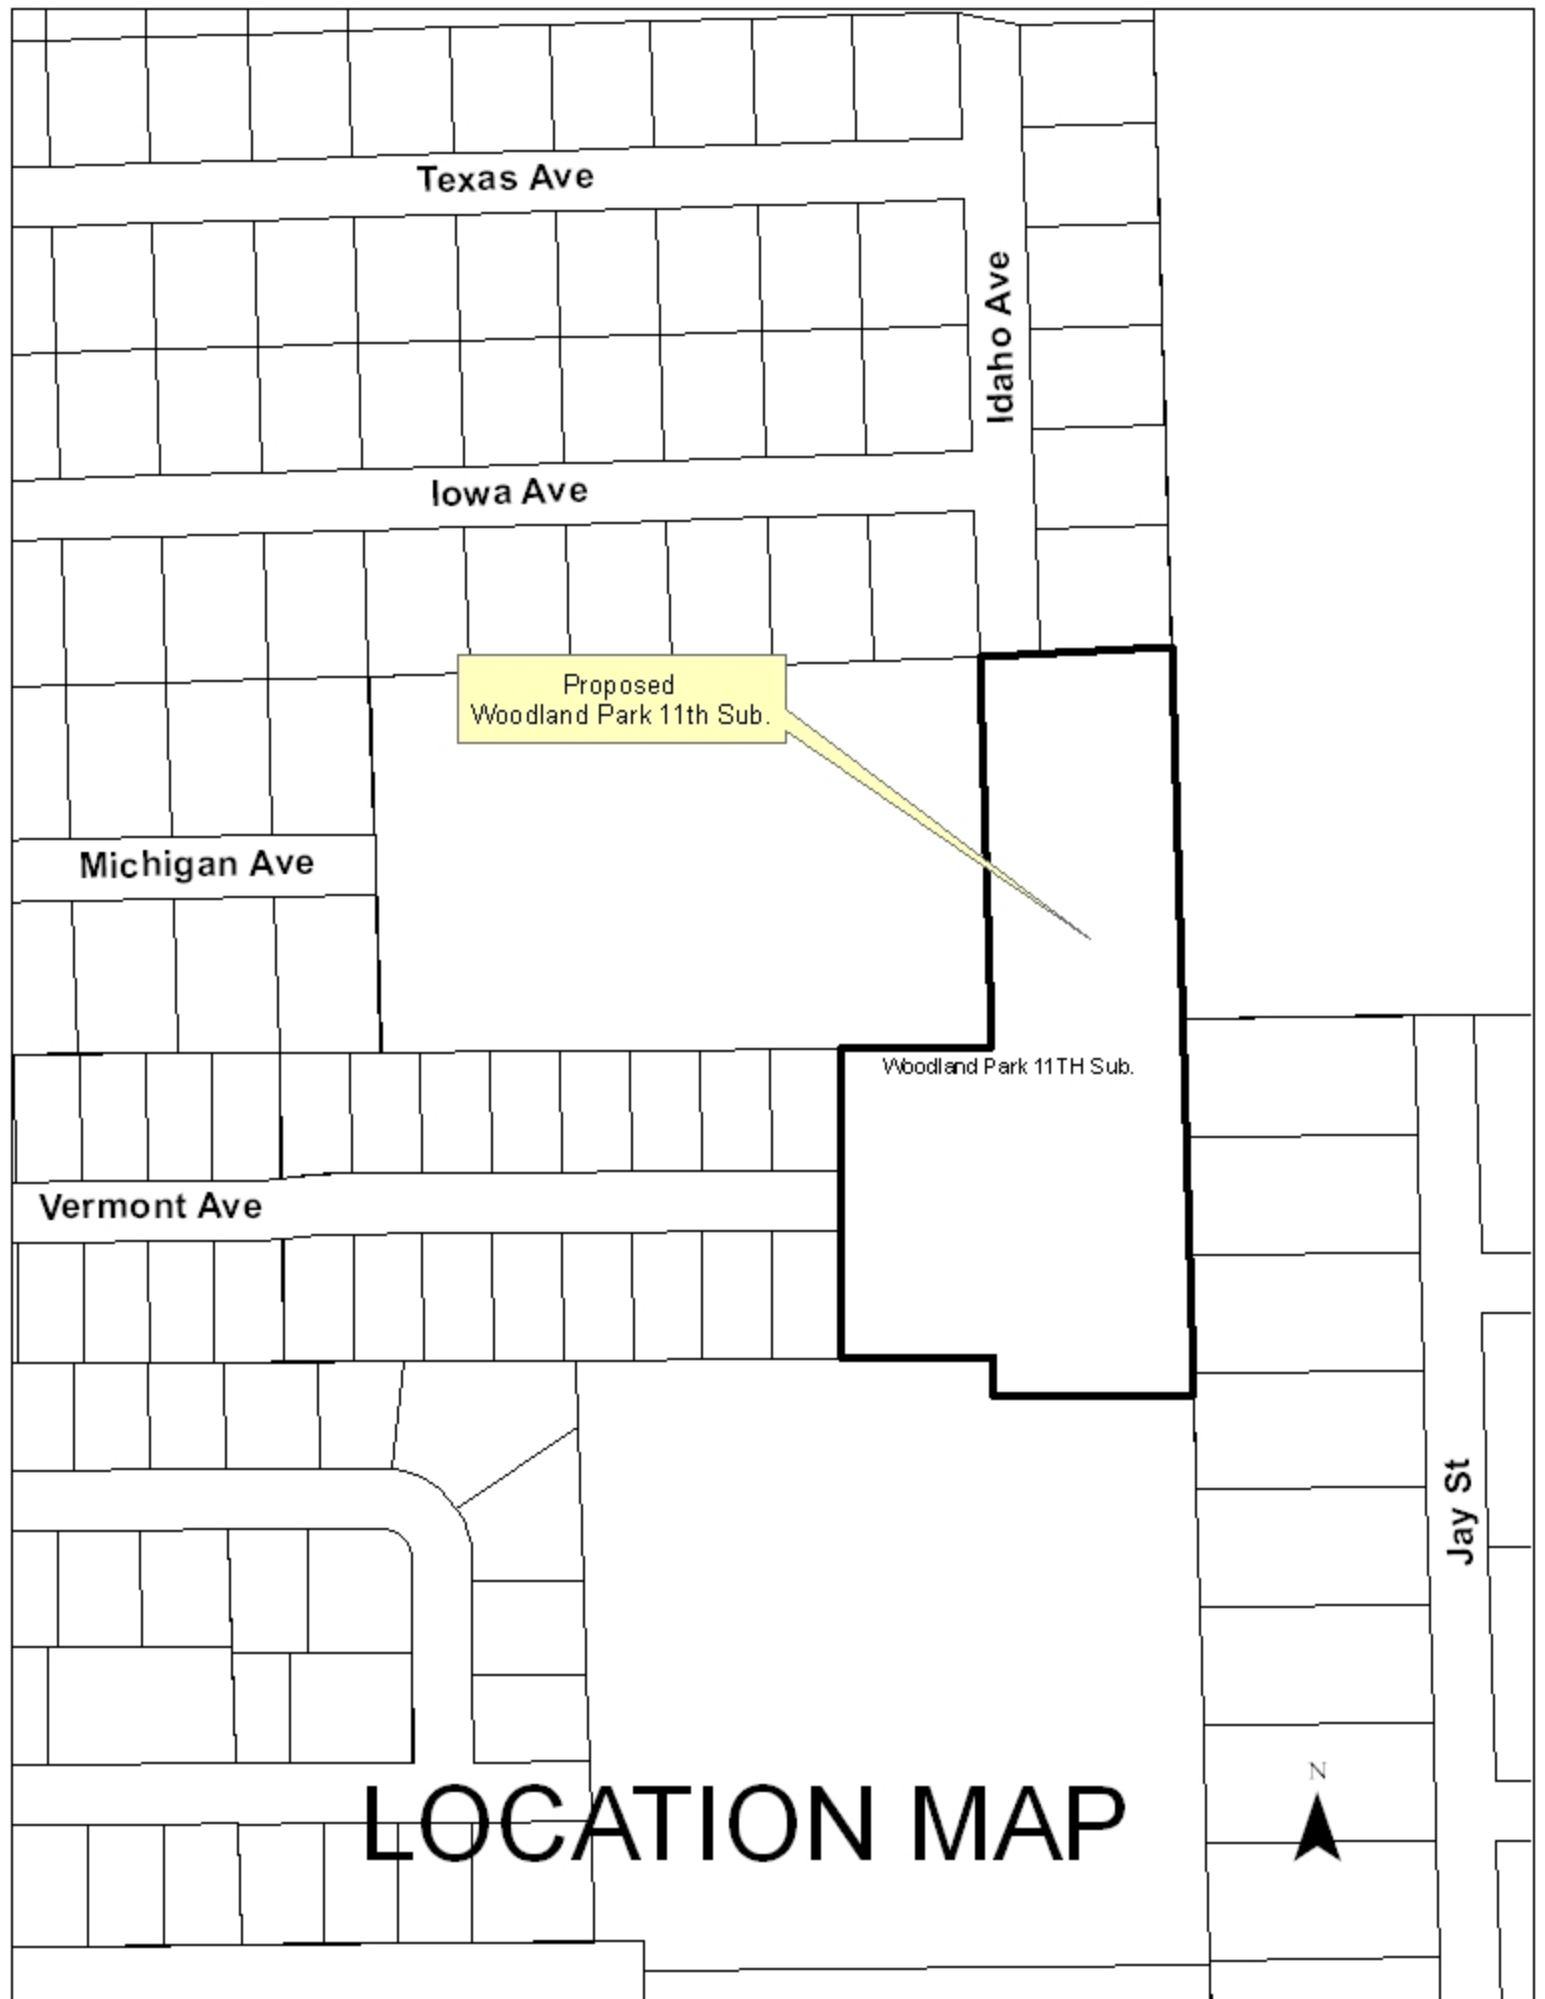 Texas Ave
Idaho Ave
Iowa Ave
Proposed
Woodland Park 11th Sub.
Michigan Ave
Woodland Park 11TH Sub.
Vermont Ave
Jay St
N
LOCATION MAP